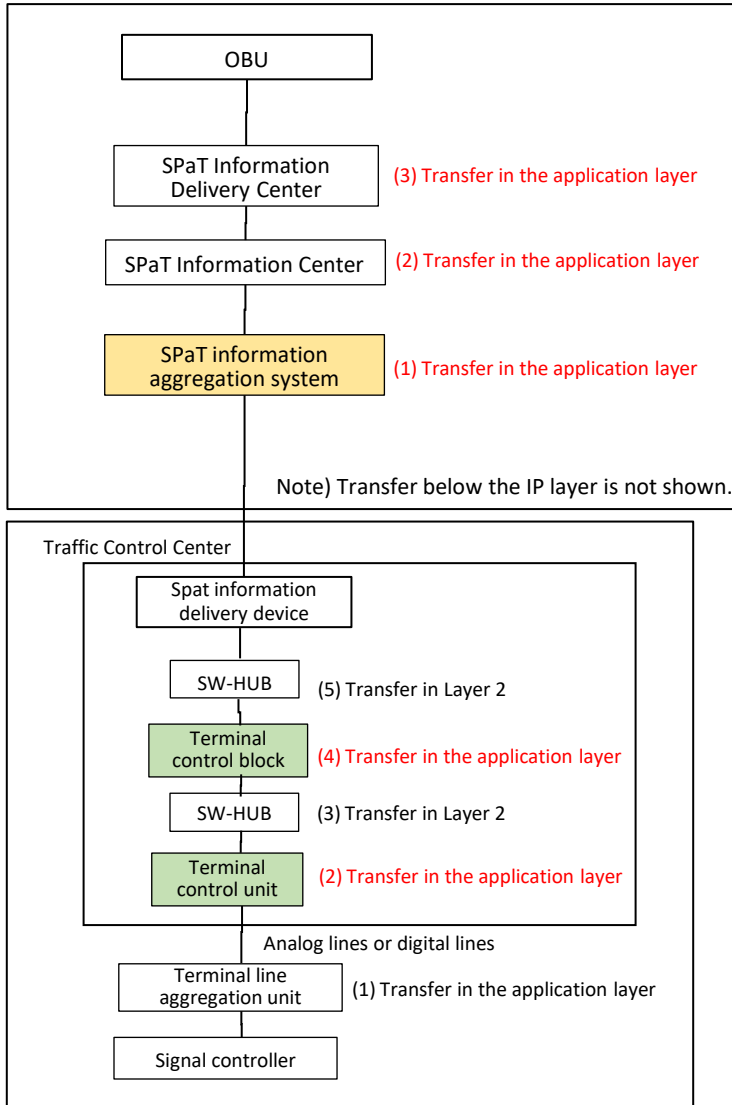 OBU
SPaT Information
Delivery Center
(3) Transfer in the application layer
SPaT Information Center
(2) Transfer in the application layer
SPaT information
aggregation system
(1) Transfer in the application layer
Note) Transfer below the IP layer is not shown.
Traffic Control Center
Spat information
delivery device
SW-HUB
(5) Transfer in Layer 2
Terminal
control block
(4) Transfer in the application layer
SW-HUB
(3) Transfer in Layer 2
Terminal
control unit
(2) Transfer in the application layer
Analog lines or digital lines
Terminal line
aggregation unit
(1) Transfer in the application layer
Signal controller